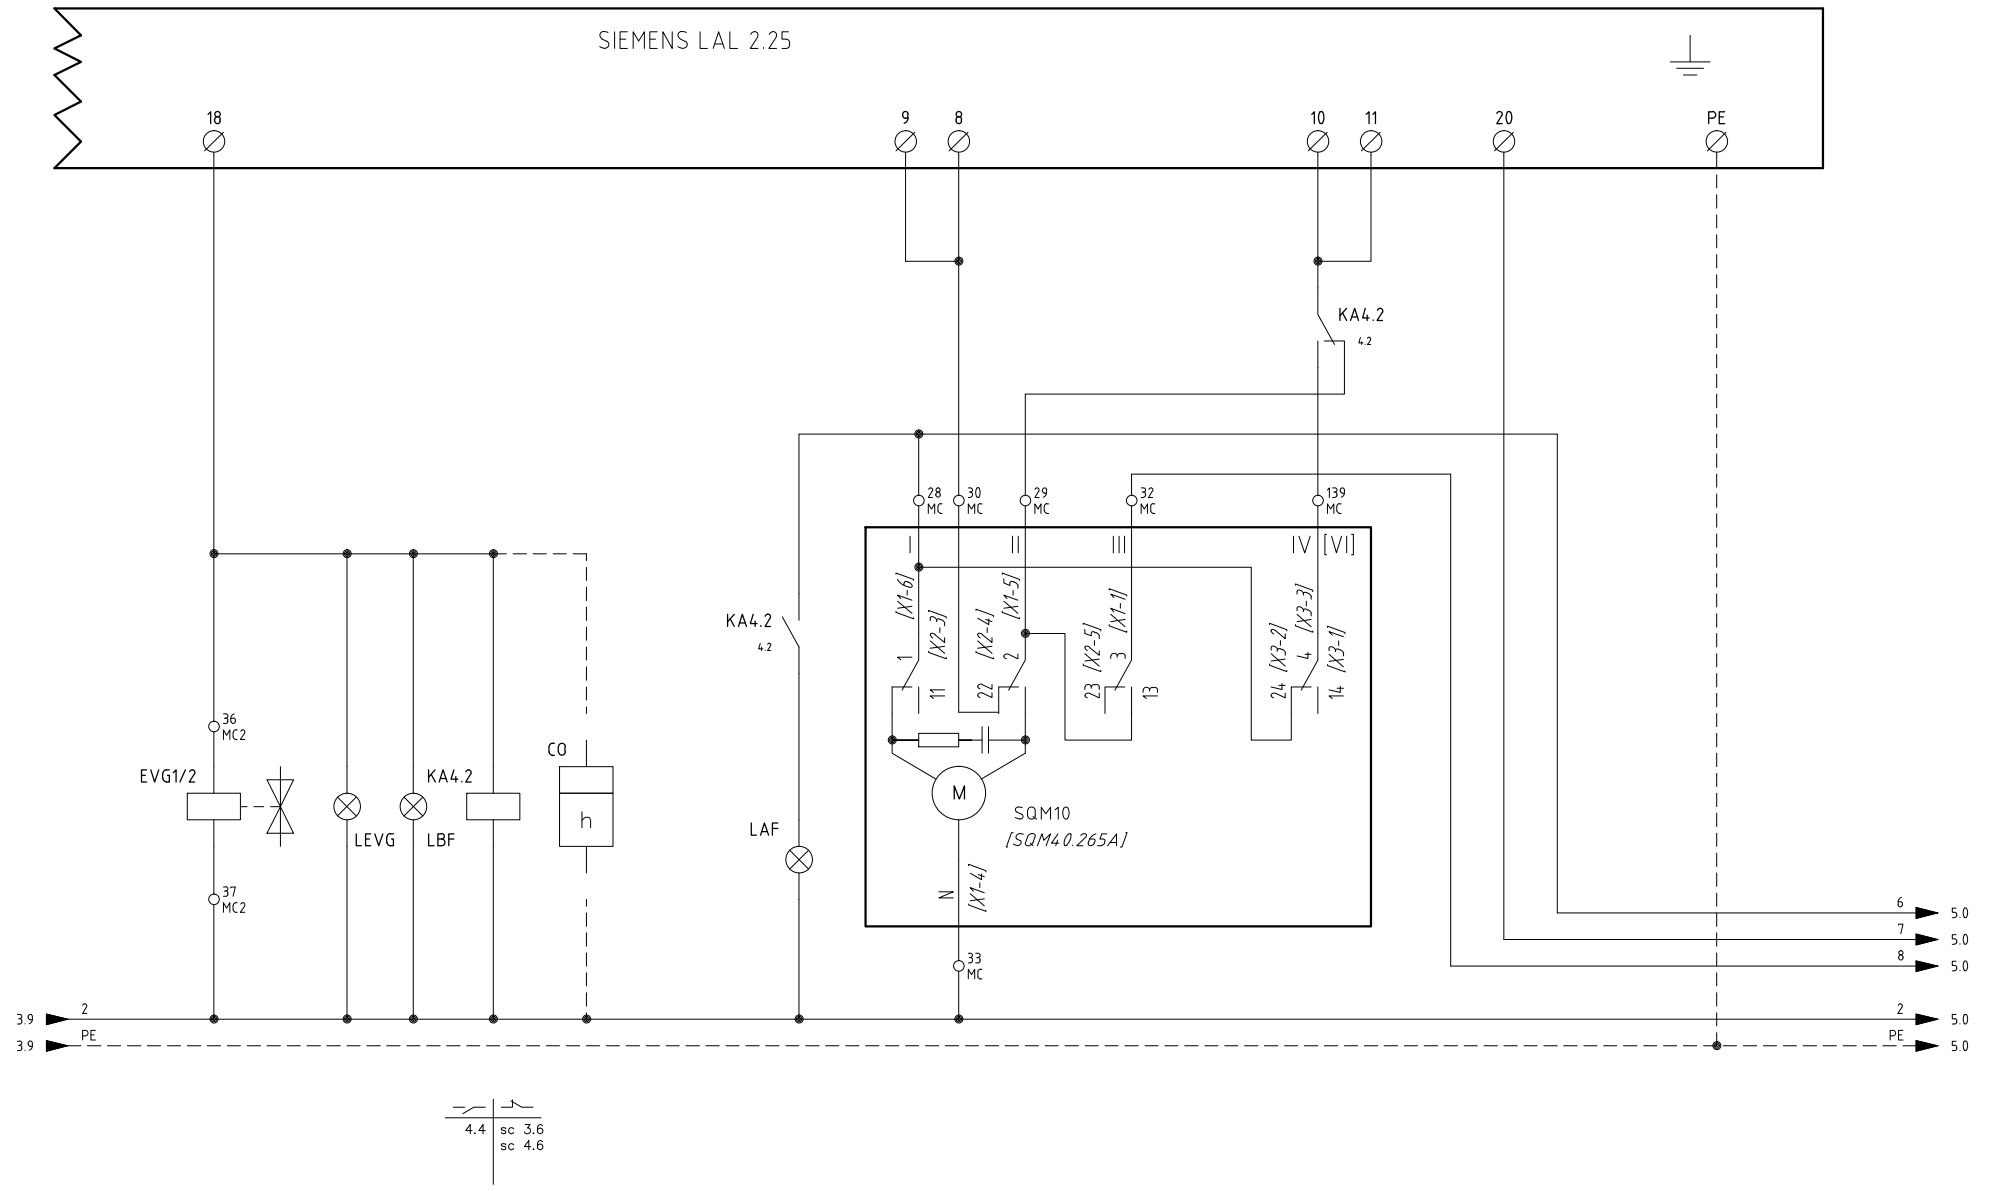 SIEMENS LAL 2.25
18
9
8
10
11
20
PE
KA4.2
4.2
28
MC
30
MC
29
MC
32
MC
139
MC
I
II
III
IV [VI]
[X1-6]
[X2-3]
[X2-4]
[X1-5]
[X2-5]
[X1-1]
[X3-2]
[X3-3]
[X3-1]
KA4.2
4.2
1
11
22
2
23
3
13
24
4
14
36
MC2
CO
EVG1/2
KA4.2
h
M
LEVG
LBF
LAF
SQM10
[SQM40.265A]
N
[X1-4]
37
MC2
33
MC
6
5.0
7
5.0
8
5.0
3.9
2
2
5.0
3.9
PE
PE
5.0
4.4
sc 3.6
sc 4.6